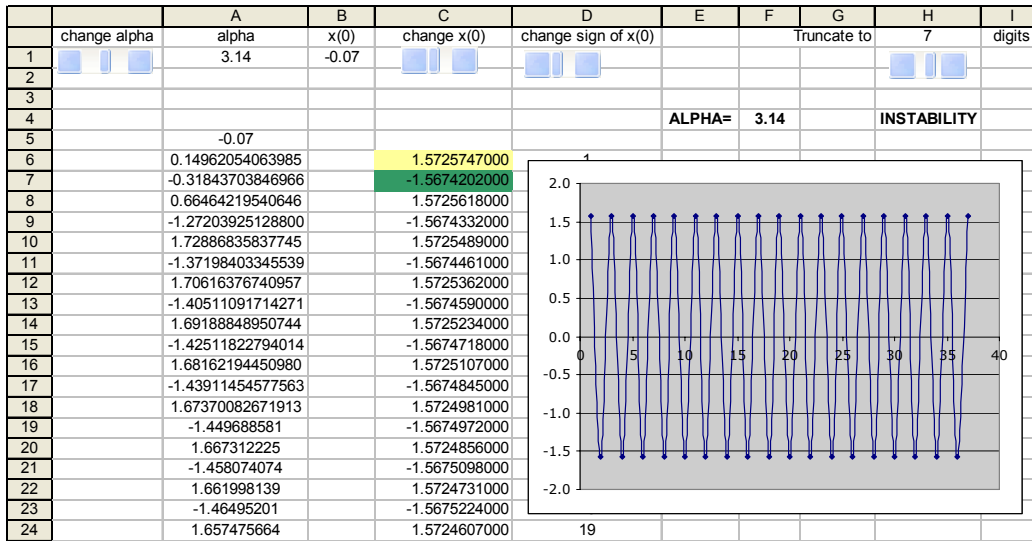 A B C D E F G H I
change alpha alpha x(0) change x(0) change sign of x(0) Truncate to 7 digits
1 3.14 -0.07
2
3
4 ALPHA= 3.14 INSTABILITY
5 -0.07
6 0.14962054063985 1.5725747000 1
7 -0.31843703846966 -1.5674202000
8 0.66464219540646 1.5725618000
9 -1.27203925128800 -1.5674332000
10 1.72886835837745 1.5725489000
11 -1.37198403345539 -1.5674461000
12 1.70616376740957 1.5725362000
13 -1.40511091714271 -1.5674590000
14 1.69188848950744 1.5725234000
15 -1.42511822794014 -1.5674718000
16 1.68162194450980 1.5725107000
17 -1.43911454577563 -1.5674845000
18 1.67370082671913 1.5724981000
19 -1.449688581 -1.5674972000
20 1.667312225 1.5724856000
21 -1.458074074 -1.5675098000
22 1.661998139 1.5724731000
23 -1.46495201 -1.5675224000
24 1.657475664 1.5724607000 19
2.0
1.5
1.0
0.5
0.0
0 5 10 15 20 25 30 35 40
-0.5
-1.0
-1.5
-2.0